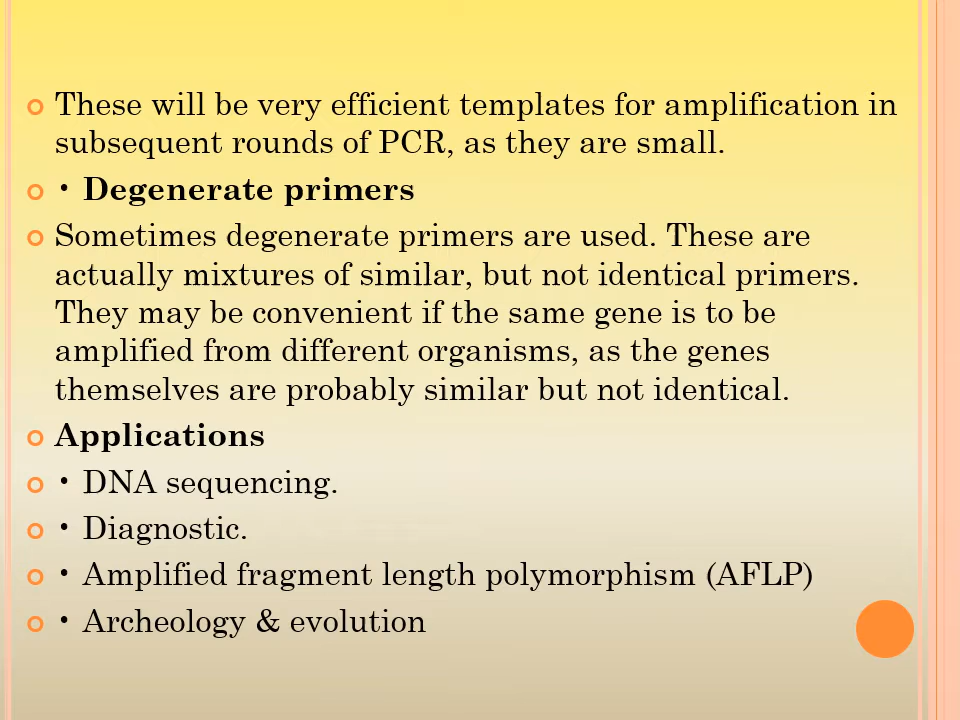 These will be very efficient templates for amplification in
subsequent rounds of PCR, as they are small.
• Degenerate primers
Sometimes degenerate primers are used. These are
actually mixtures of similar, but not identical primers.
They may be convenient if the same gene is to be
amplified from different organisms, as the genes
themselves are probably similar but not identical.
Applications
• DNA sequencing.
• Diagnostic.
• Amplified fragment length polymorphism (AFLP)
• Archeology & evolution